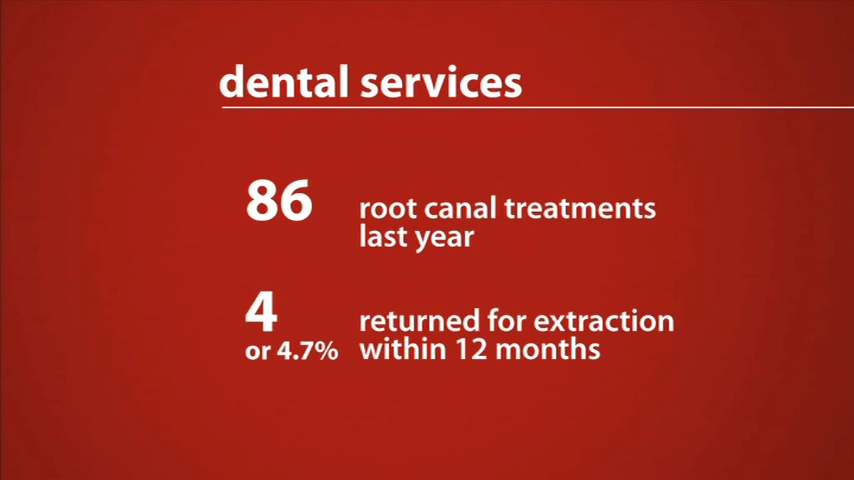 dental services
86
root canal treatments
last year
4
or 4.7%
returned for extraction
within 12 months